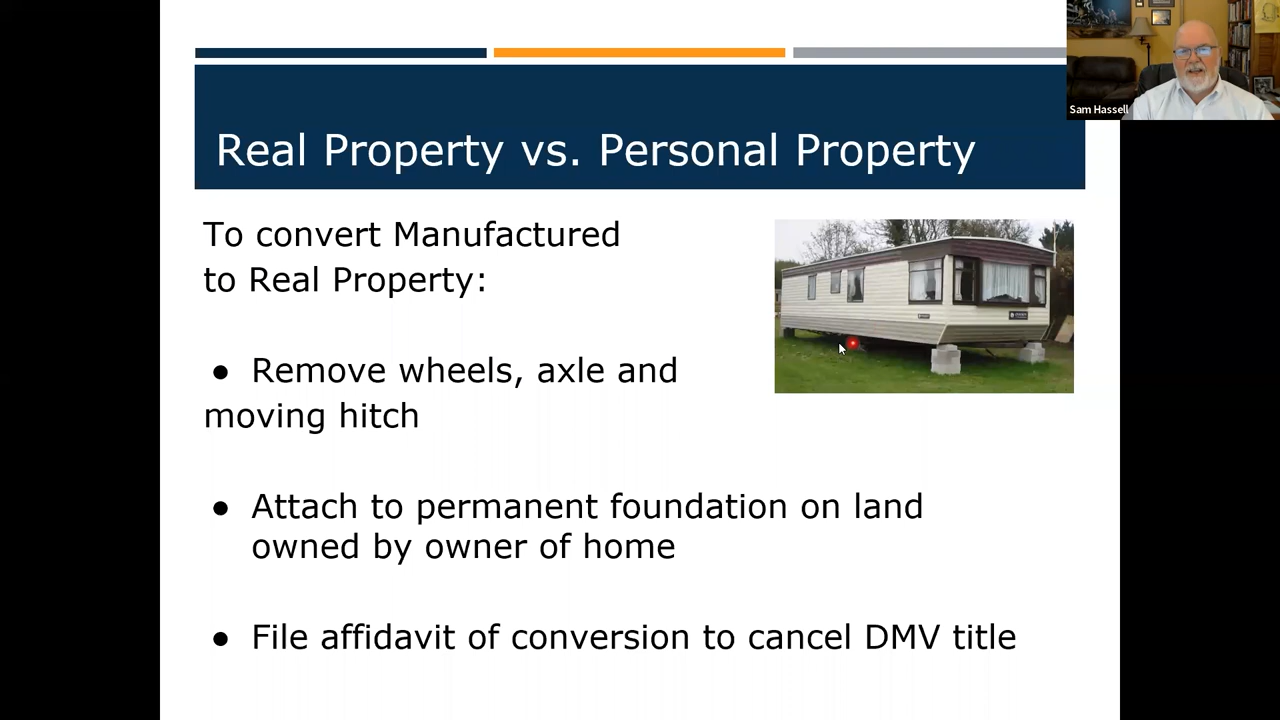 Sam Hassell
Real Property vs. Personal Property
To convert Manufactured
to Real Property:
● Remove wheels, axle and
moving hitch
● Attach to permanent foundation on land
owned by owner of home
● File affidavit of conversion to cancel DMV title